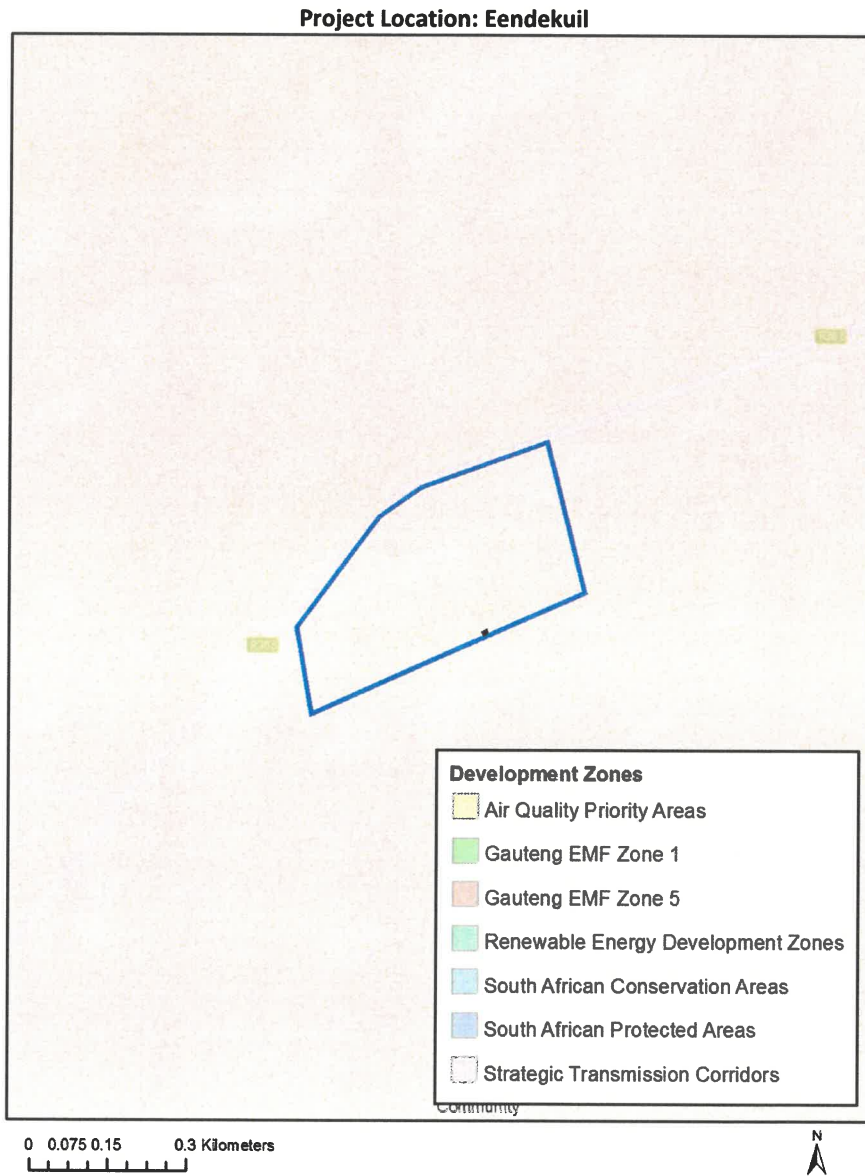 Project Location: Eendekuil
Development Zones
Air Quality Priority Areas
Gauteng EMF Zone 1
Gauteng EMF Zone 5
Renewable Energy Development Zones
South African Conservation Areas
South African Protected Areas
Strategic Transmission Corridors
Community
0 0.075 0.15 0.3 Kilometers
N